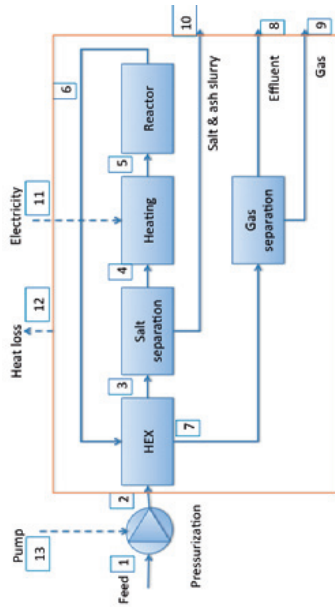 Pump
13
Heat loss
12
Electricity
11
6
Feed
1
2
HEX
3
Salt
separation
4
Heating
5
Reactor
Pressurization
7
10
Salt & ash slurry
Gas
separation
8
Effluent
9
Gas